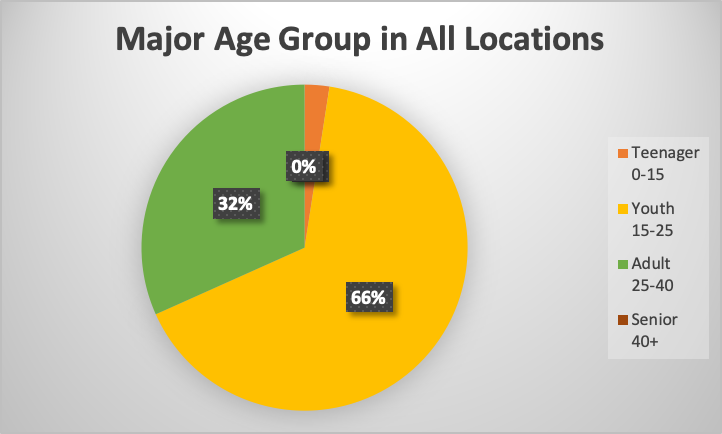 Major Age Group in All Locations
0%
32%
66%
Teenager
0-15
Youth
15-25
Adult
25-40
Senior
40+